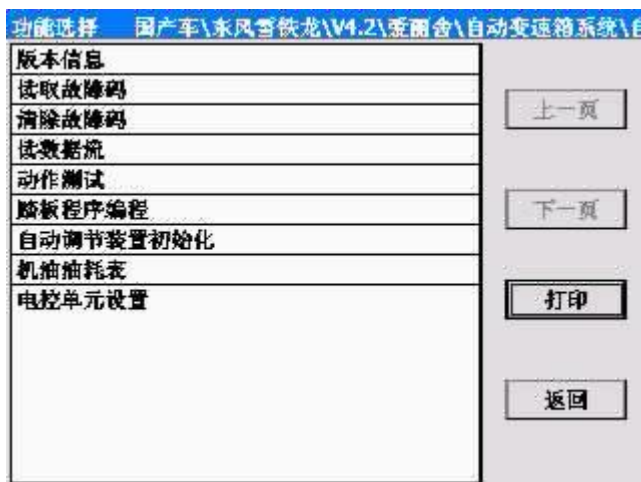 功能选择 国产车\东风雪铁龙\V4.2\爱丽舍\自动变速箱系统\自
版本信息
读取故障码
清除故障码
读数据流
动作测试
踏板程序编程
自动调节装置初始化
机油油耗表
电控单元设置
上一页
下一页
打印
返回